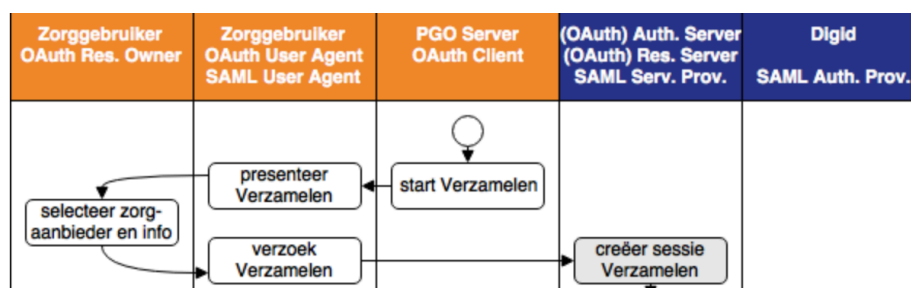 Zorggebruiker
OAuth Res. Owner
Zorggebruiker
OAuth User Agent
SAML User Agent
PGO Server
OAuth Client
(OAuth) Auth. Server
(OAuth) Res. Server
SAML Serv. Prov.
Digid
SAML Auth. Prov.
presenteer
Verzamelen
start Verzamelen
selecteer zorg-
aanbieder en info
verzoek
Verzamelen
creëer sessie
Verzamelen